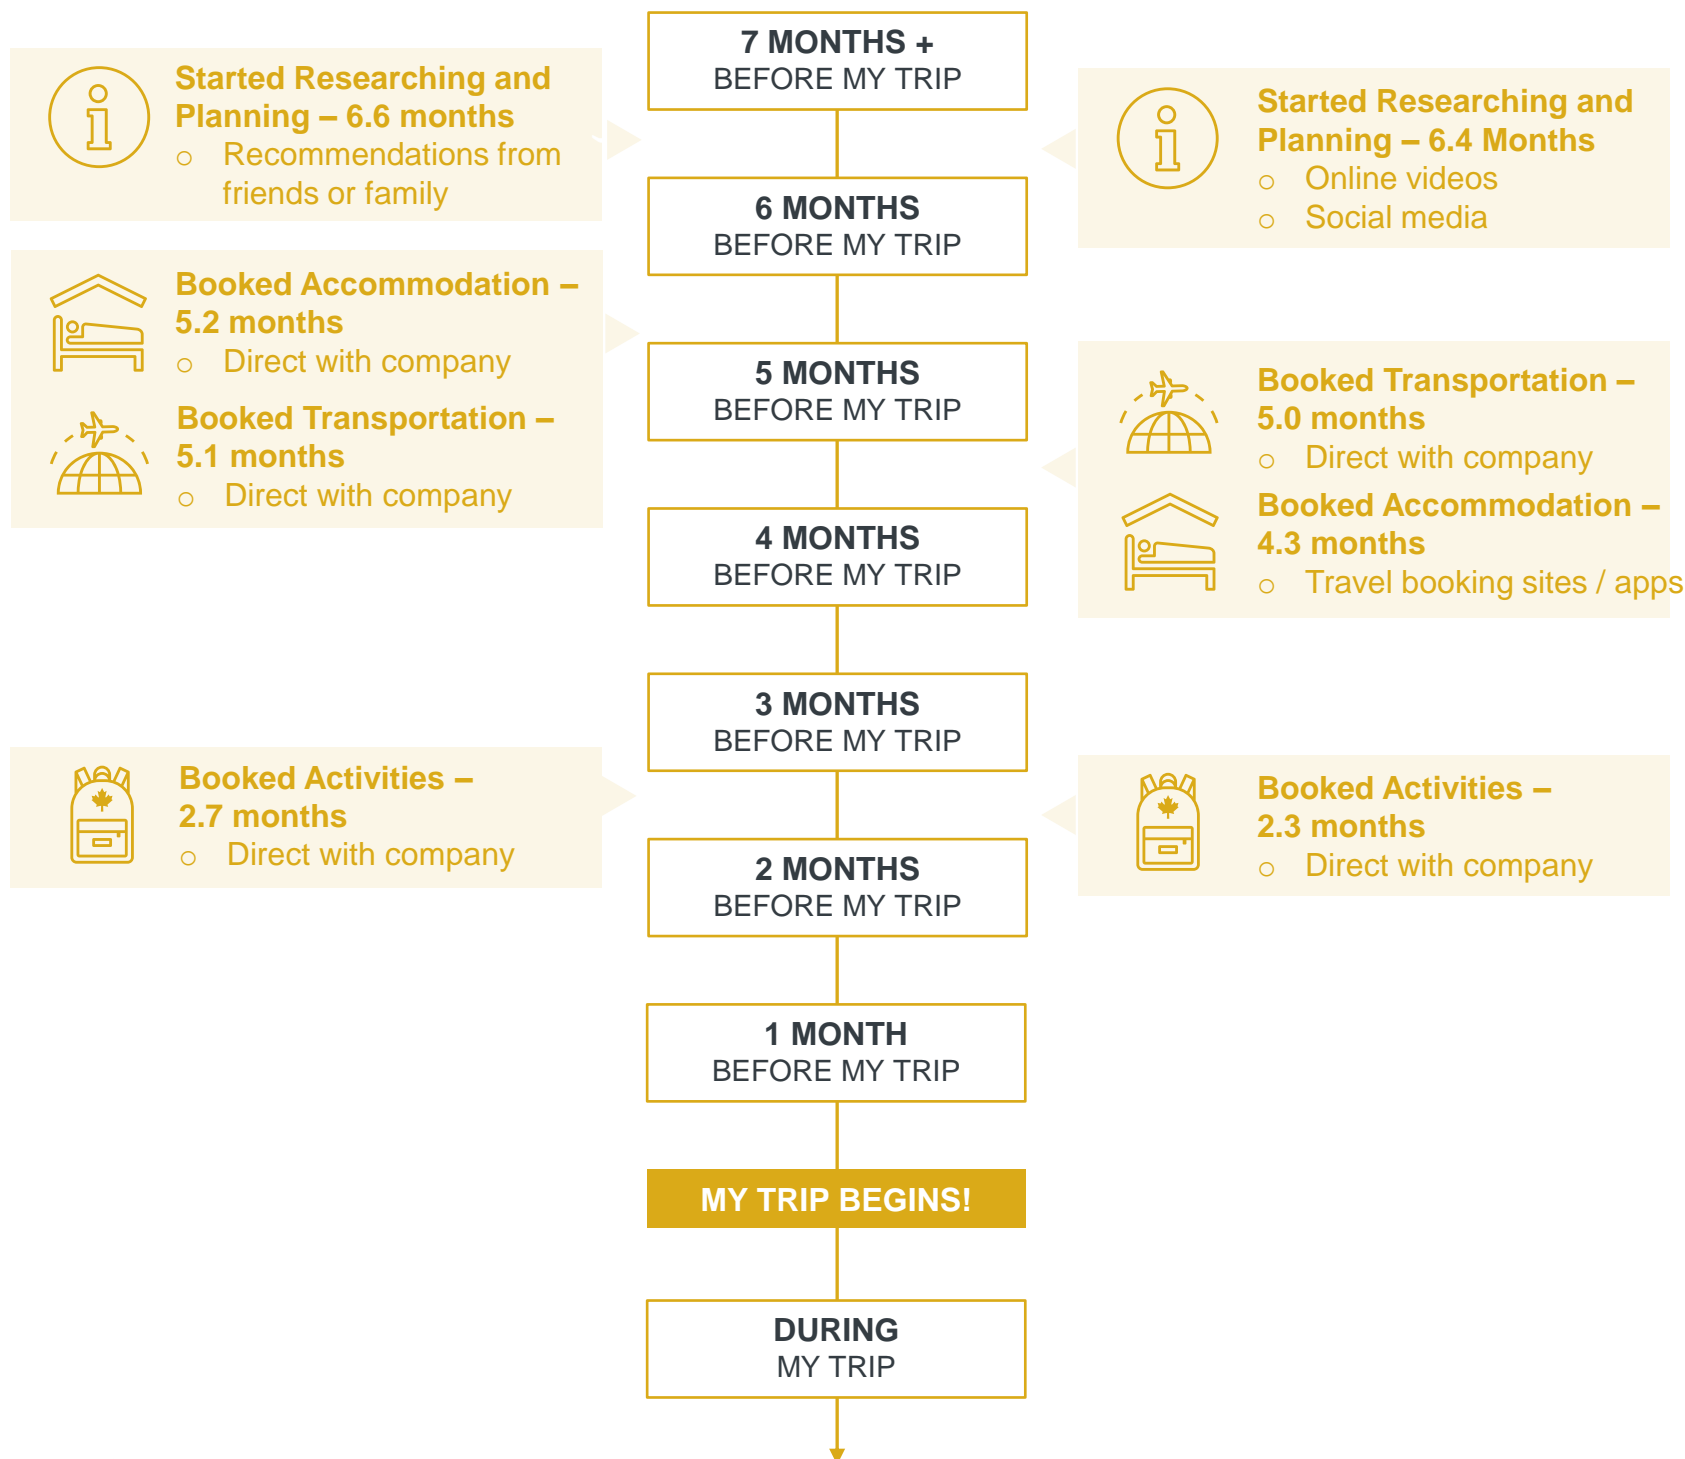 7 MONTHS +
BEFORE MY TRIP
Started Researching and
Planning – 6.6 months
o Recommendations from
friends or family
Started Researching and
Planning – 6.4 Months
o Online videos
o Social media
6 MONTHS
BEFORE MY TRIP
Booked Accommodation –
5.2 months
o Direct with company
Booked Transportation –
5.1 months
o Direct with company
5 MONTHS
BEFORE MY TRIP
Booked Transportation –
5.0 months
o Direct with company
Booked Accommodation –
4.3 months
o Travel booking sites / apps
4 MONTHS
BEFORE MY TRIP
3 MONTHS
BEFORE MY TRIP
Booked Activities –
2.7 months
o Direct with company
Booked Activities –
2.3 months
o Direct with company
2 MONTHS
BEFORE MY TRIP
1 MONTH
BEFORE MY TRIP
MY TRIP BEGINS!
DURING
MY TRIP